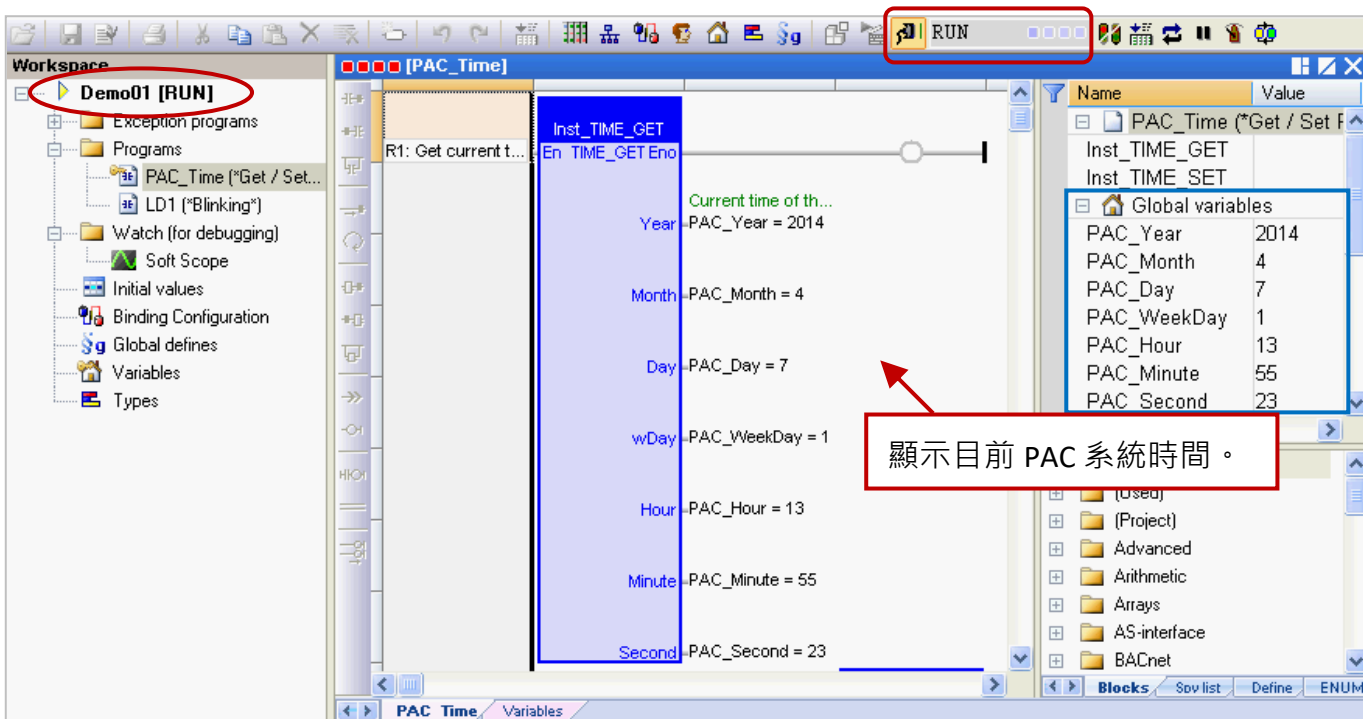 RUN
Workspace
Demo01 [RUN]
Exception programs
Programs
PAC_Time (*Get / Set...
LD1 (*Blinking*)
Watch (for debugging)
Soft Scope
Initial values
Binding Configuration
Global defines
Variables
Types
[PAC_Time]
R1: Get current t...
Inst_TIME_GET
En TIME_GET Eno
Current time of th...
Year PAC_Year = 2014
Month PAC_Month = 4
Day PAC_Day = 7
wDay PAC_WeekDay = 1
Hour PAC_Hour = 13
Minute PAC_Minute = 55
Second PAC_Second = 23
PAC_Time Variables
Name Value
PAC_Time (*Get / Set
Inst_TIME_GET
Inst_TIME_SET
Global variables
PAC_Year 2014
PAC_Month 4
PAC_Day 7
PAC_WeekDay 1
PAC_Hour 13
PAC_Minute 55
PAC_Second 23
顯示目前 PAC 系統時間。
(Used)
(Project)
Advanced
Arithmetic
Arrays
AS-interface
BACnet
Blocks Spy list Define ENUM